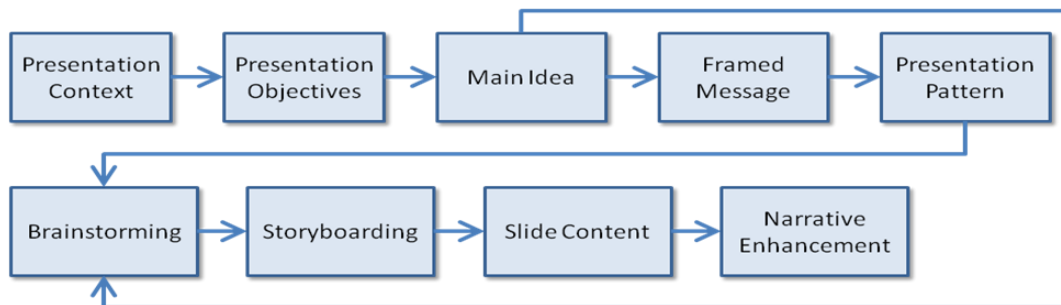 Presentation
Context
Presentation
Objectives
Main Idea
Framed
Message
Presentation
Pattern
Brainstorming
Storyboarding
Slide Content
Narrative
Enhancement